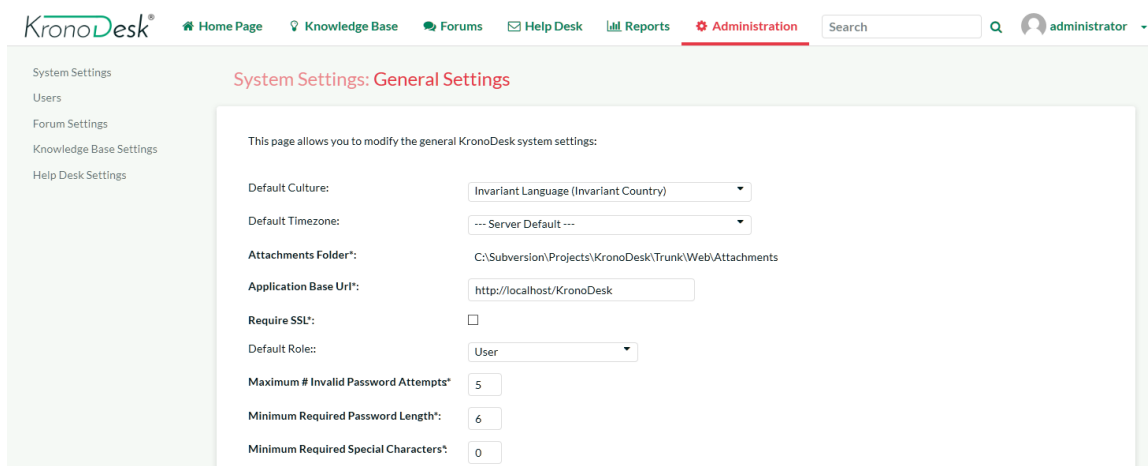 KronoDesk®
Home Page Knowledge Base Forums Help Desk Reports Administration Search administrator
System Settings
Users
Forum Settings
Knowledge Base Settings
Help Desk Settings
System Settings: General Settings
This page allows you to modify the general KronoDesk system settings:
Default Culture: Invariant Language (Invariant Country)
Default Timezone: --- Server Default ---
Attachments Folder*: C:\Subversion\Projects\KronoDesk\Trunk\Web\Attachments
Application Base Url*: http://localhost/KronoDesk
Require SSL*:
Default Role:: User
Maximum # Invalid Password Attempts* 5
Minimum Required Password Length*: 6
Minimum Required Special Characters*: 0